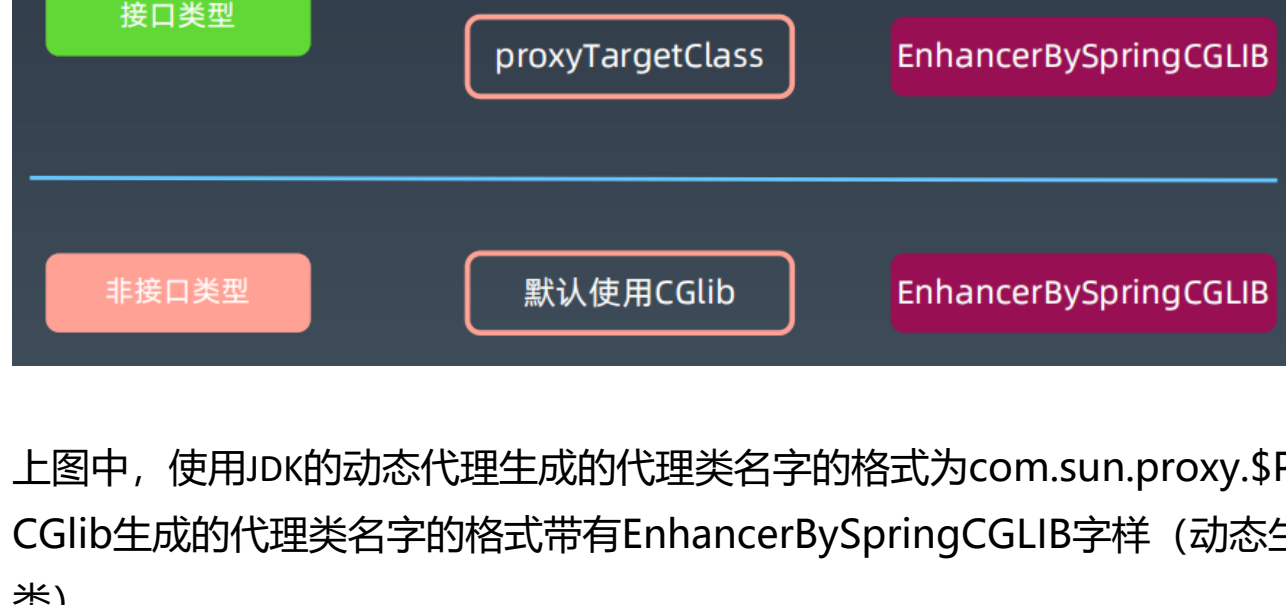 接口类型
proxyTargetClass
EnhancerBySpringCGLIB
非接口类型
默认使用CGlib
EnhancerBySpringCGLIB
上图中，使用JDK的动态代理生成的代理类名字的格式为com.sun.proxy.$P
CGlib生成的代理类名字的格式带有EnhancerBySpringCGLIB字样（动态生
类）